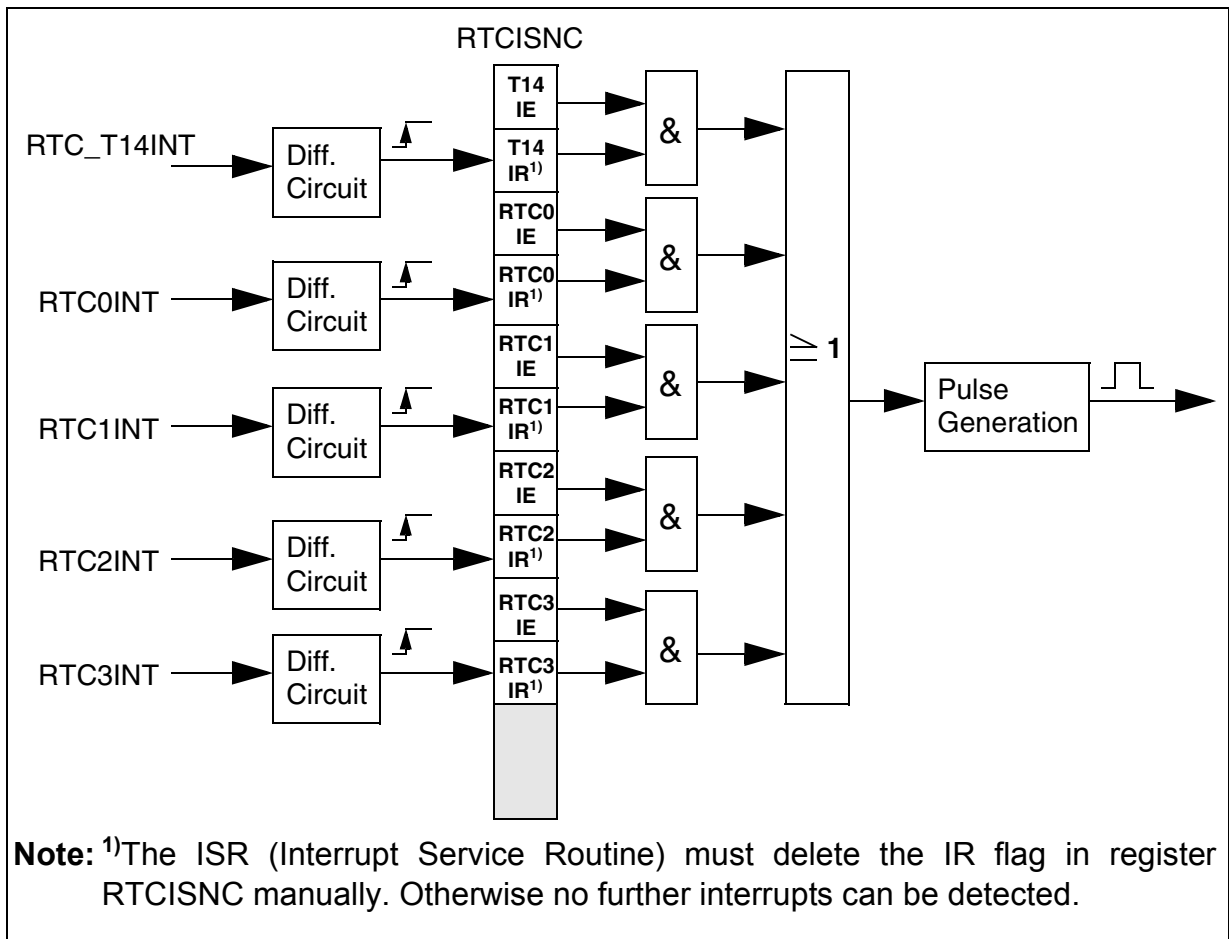 RTCISNC
T14
IE
&
RTC_T14INT
Diff.
Circuit
T14
IR1)
RTC0
IE
&
RTC0INT
Diff.
Circuit
RTC0
IR1)
RTC1
IE
&
≧ 1
RTC1INT
Diff.
Circuit
RTC1
IR1)
Pulse
Generation
RTC2
IE
&
RTC2INT
Diff.
Circuit
RTC2
IR1)
RTC3
IE
&
RTC3INT
Diff.
Circuit
RTC3
IR1)
Note: 1)The ISR (Interrupt Service Routine) must delete the IR flag in register
RTCISNC manually. Otherwise no further interrupts can be detected.